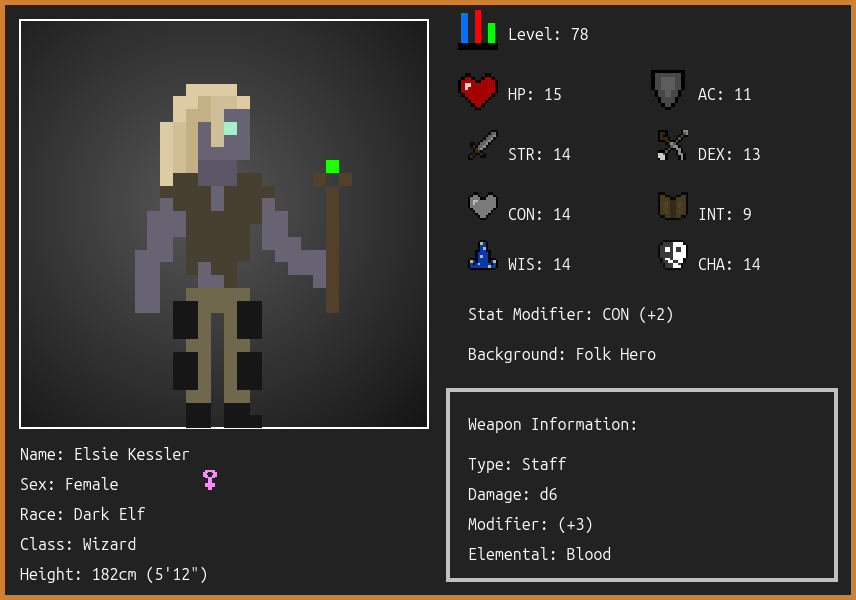 Level: 78
HP: 15
AC: 11
STR: 14
DEX: 13
CON: 14
INT: 9
WIS: 14
CHA: 14
Stat Modifier: CON (+2)
Background: Folk Hero
Weapon Information:
Type: Staff
Damage: d6
Modifier: (+3)
Elemental: Blood
Name: Elsie Kessler
Sex: Female
Race: Dark Elf
Class: Wizard
Height: 182cm (5'12")